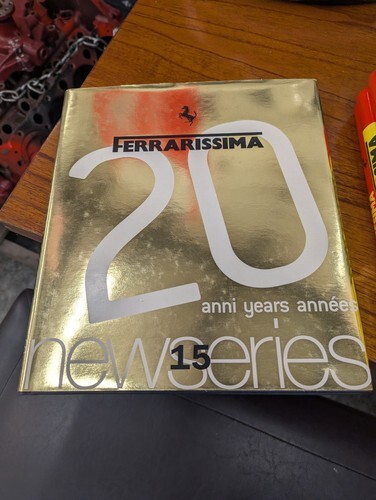 FERRARISSIMA
20
anni years années
newseries
15